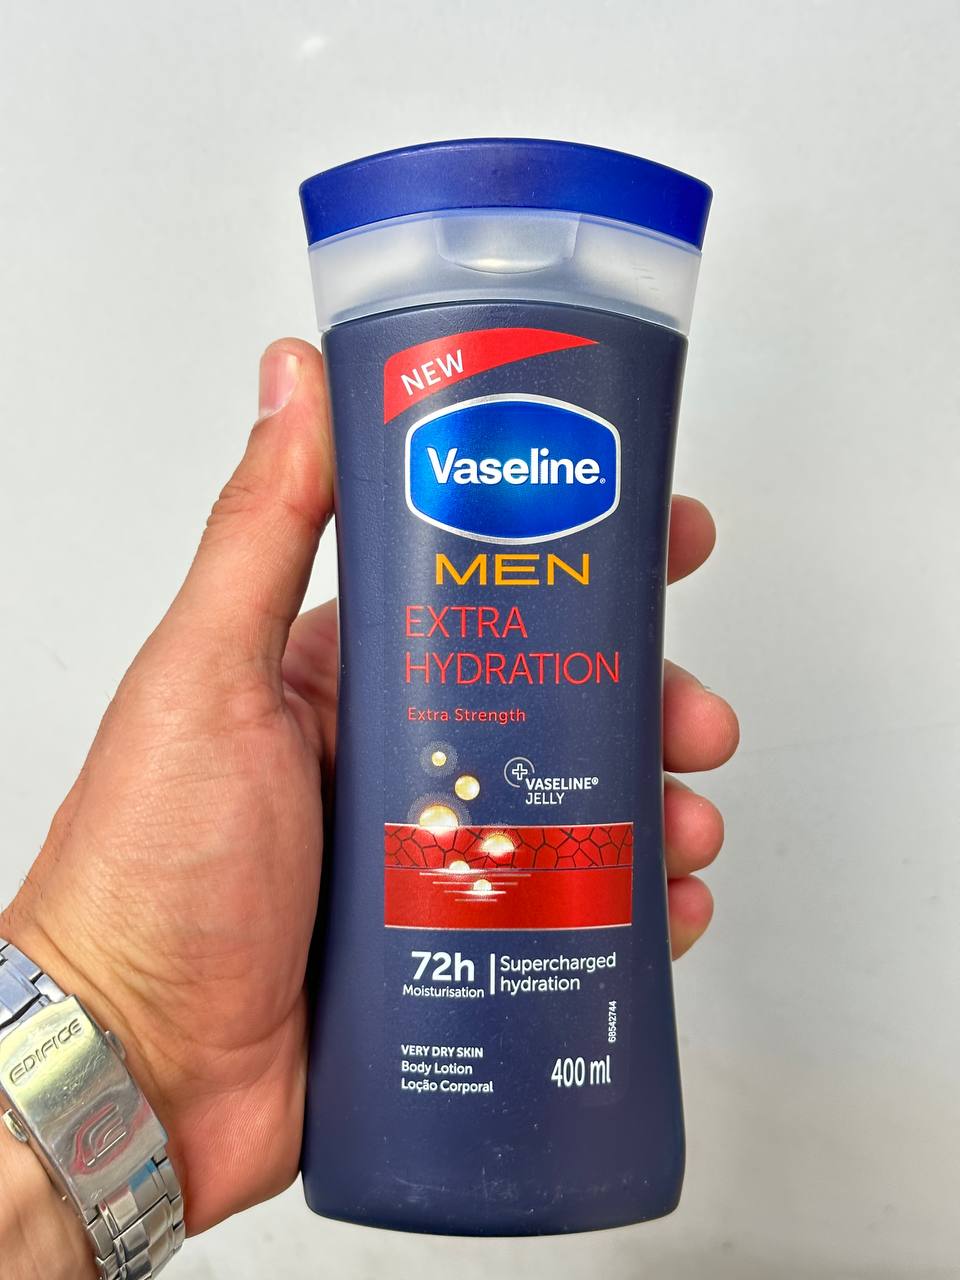 NEW
Vaseline®
MEN
EXTRA
HYDRATION
Extra Strength
VASELINE®
JELLY
72h
Moisturisation
Supercharged
hydration
68542744
VERY DRY SKIN
Body Lotion
Loção Corporal
400 ml
EDIFICE